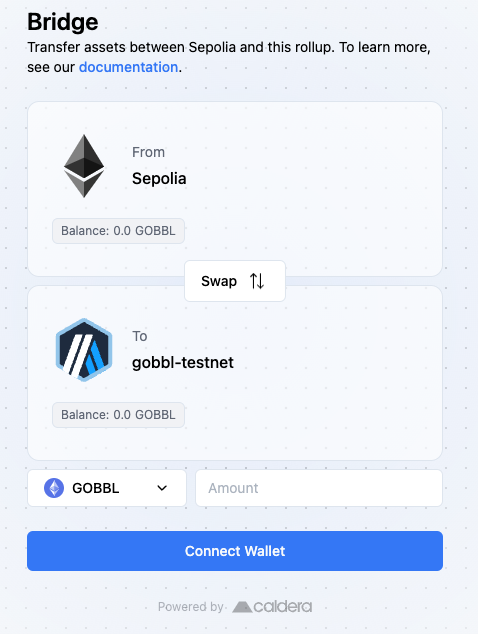 Bridge
Transfer assets between Sepolia and this rollup. To learn more,
see our documentation.
From
Sepolia
Balance: 0.0 GOBBL
Swap
To
gobbl-testnet
Balance: 0.0 GOBBL
GOBBL Amount
Connect Wallet
Powered by caldera